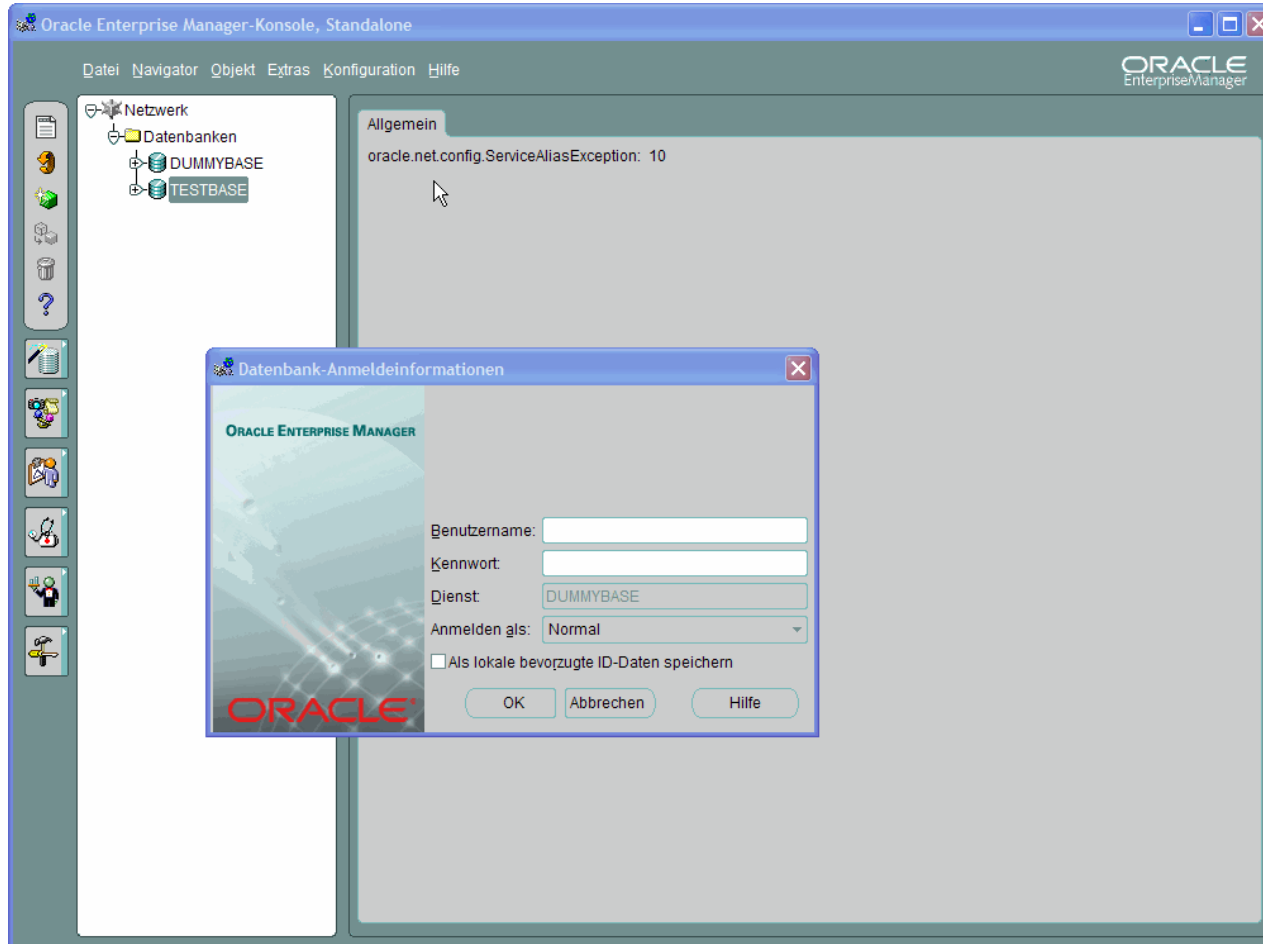 Oracle Enterprise Manager-Konsole, Standalone
Datei Navigator Objekt Extras Konfiguration Hilfe
ORACLE
EnterpriseManager
Netzwerk
Datenbanken
DUMMYBASE
TESTBASE
Allgemein
oracle.net.config.ServiceAliasException: 10
Datenbank-Anmeldeinformationen
ORACLE ENTERPRISE MANAGER
Benutzername:
Kennwort:
Dienst: DUMMYBASE
Anmelden als: Normal
Als lokale bevorzugte ID-Daten speichern
OK Abbrechen Hilfe
ORACLE